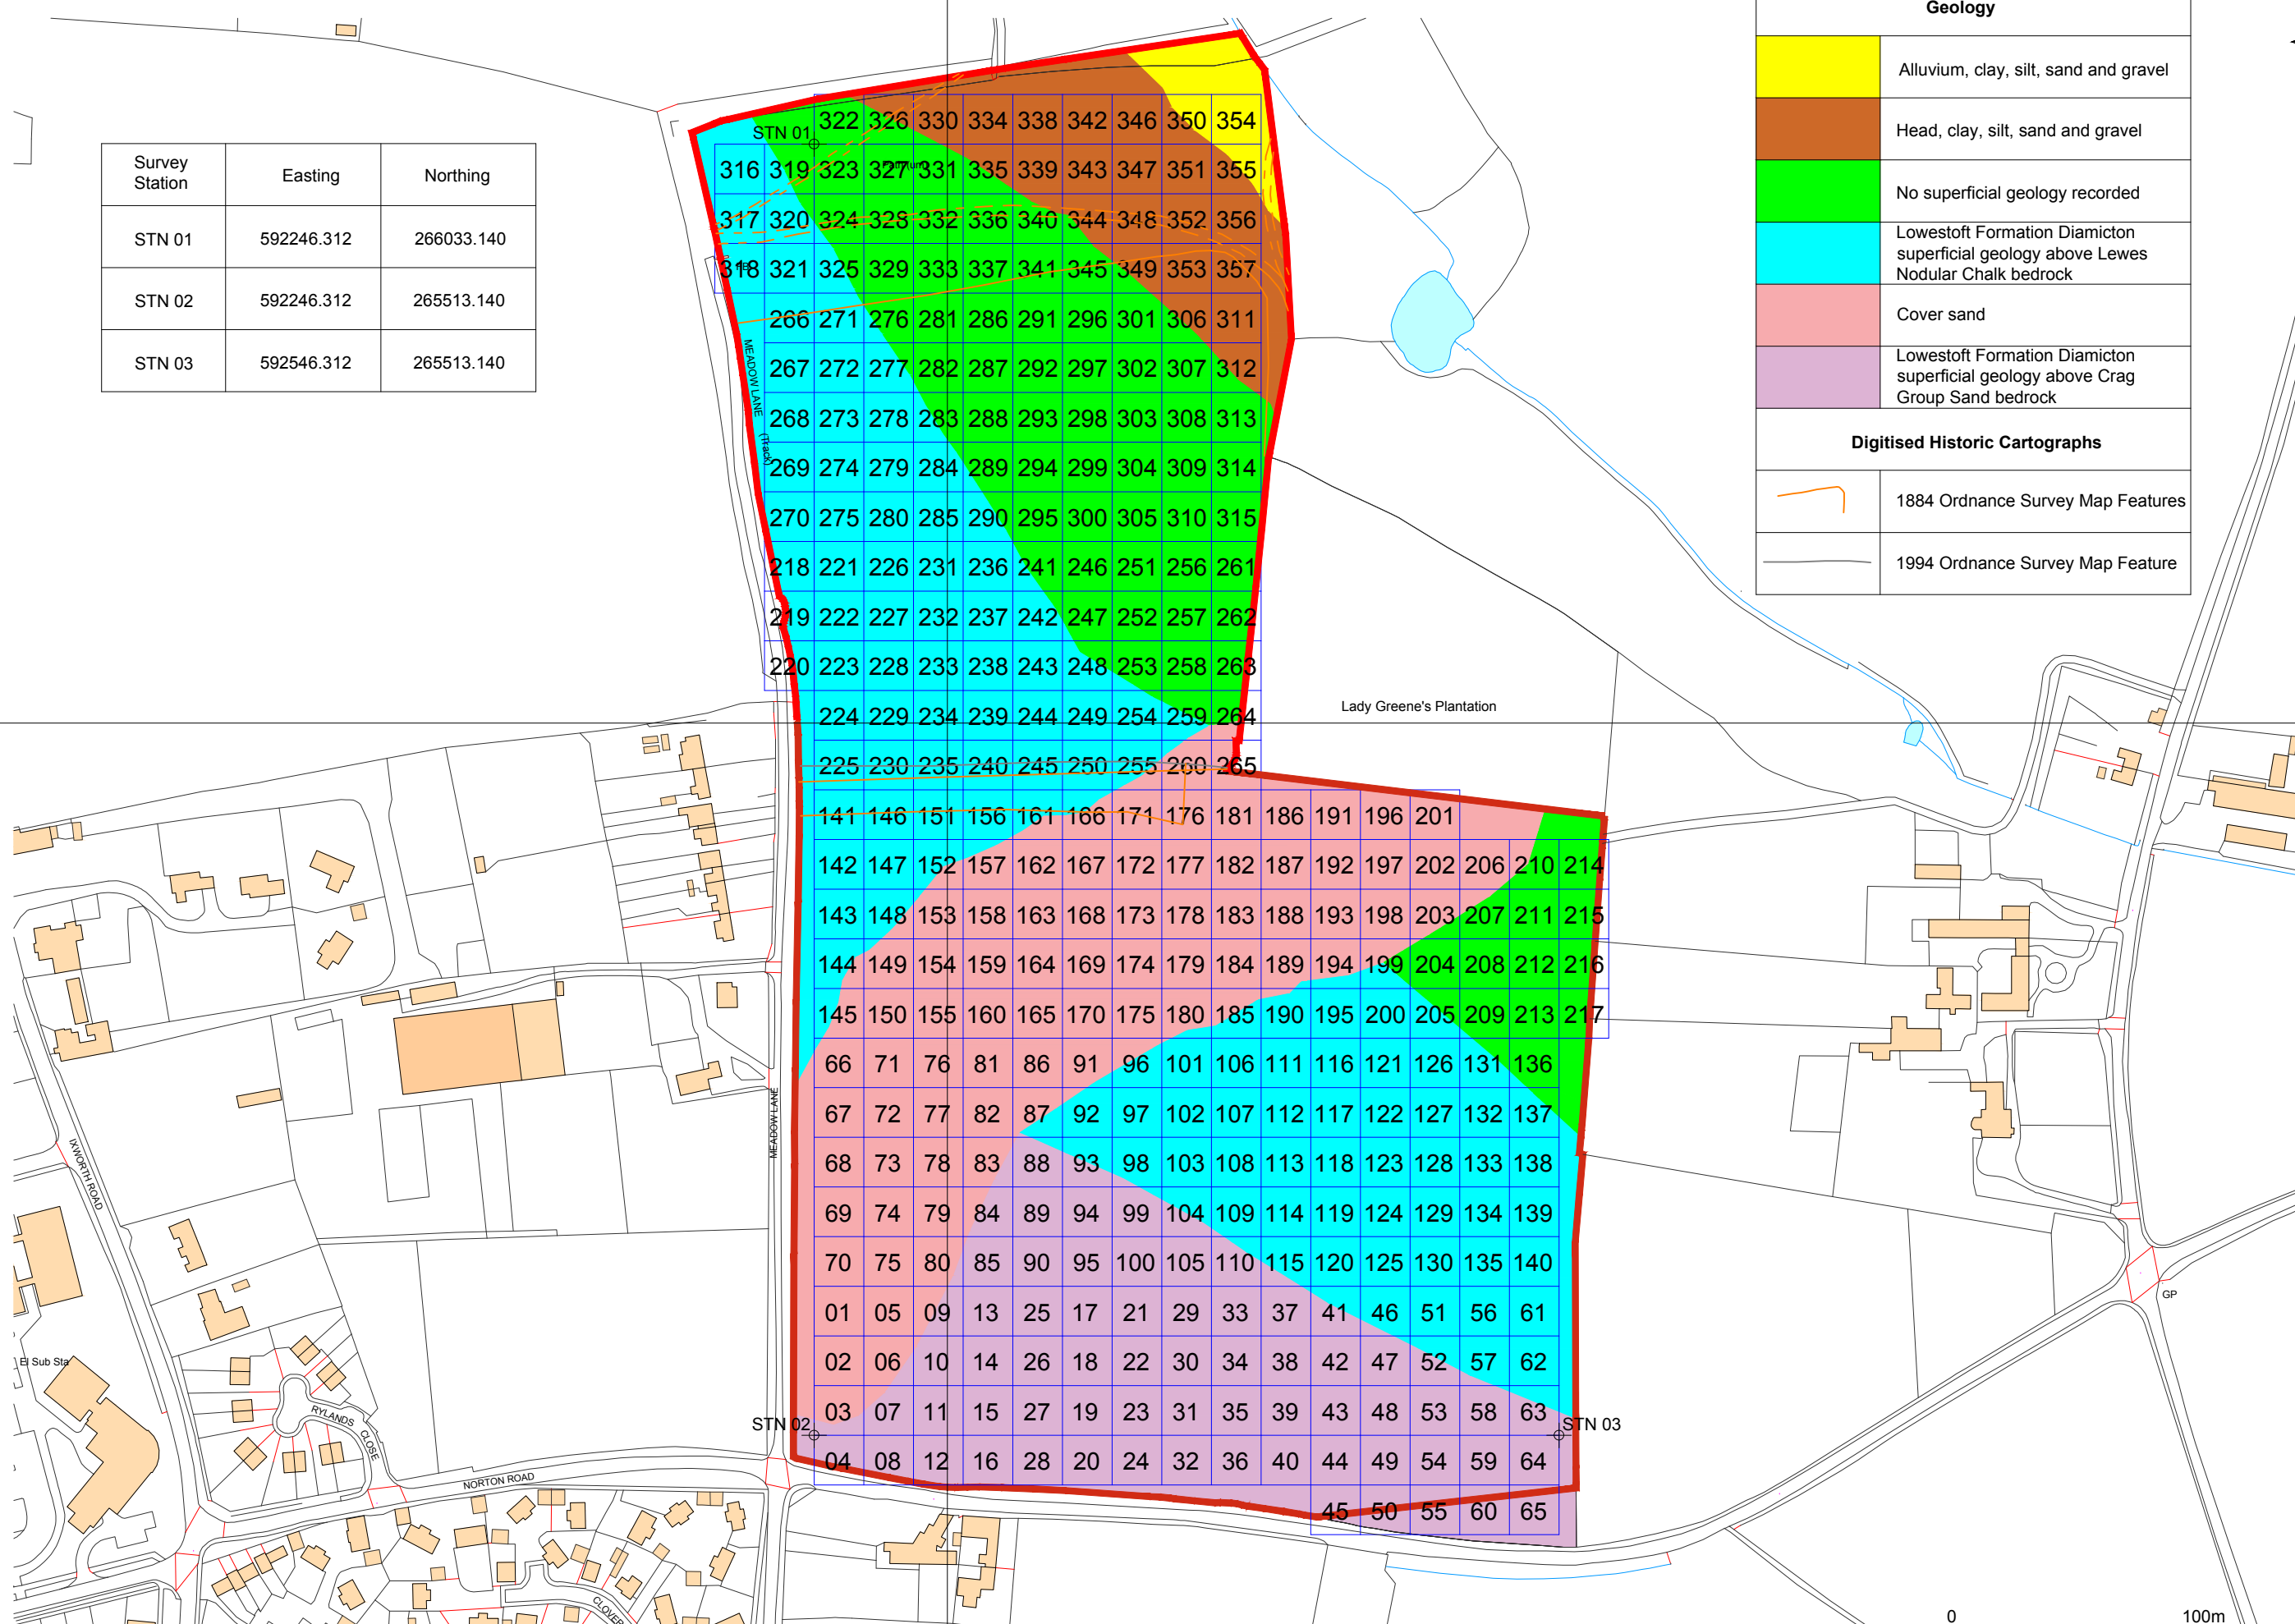 Survey Station Easting Northing
STN 01 592246.312 266033.140
STN 02 592246.312 265513.140
STN 03 592546.312 265513.140
Geology
Alluvium, clay, silt, sand and gravel
Head, clay, silt, sand and gravel
No superficial geology recorded
Lowestoft Formation Diamicton
superficial geology above Lewes
Nodular Chalk bedrock
Cover sand
Lowestoft Formation Diamicton
superficial geology above Crag
Group Sand bedrock
Digitised Historic Cartographs
1884 Ordnance Survey Map Features
1994 Ordnance Survey Map Feature
STN 01
322 326 330 334 338 342 346 350 354
316 319 323 327 331 335 339 343 347 351 355
317 320 324 328 332 336 340 344 348 352 356
318 321 325 329 333 337 341 345 349 353 357
266 271 276 281 286 291 296 301 306 311
267 272 277 282 287 292 297 302 307 312
268 273 278 283 288 293 298 303 308 313
269 274 279 284 289 294 299 304 309 314
270 275 280 285 290 295 300 305 310 315
218 221 226 231 236 241 246 251 256 261
219 222 227 232 237 242 247 252 257 262
220 223 228 233 238 243 248 253 258 263
224 229 234 239 244 249 254 259 264
225 230 235 240 245 250 255 260 265
141 146 151 156 161 166 171 176 181 186 191 196 201
142 147 152 157 162 167 172 177 182 187 192 197 202 206 210 214
143 148 153 158 163 168 173 178 183 188 193 198 203 207 211 215
144 149 154 159 164 169 174 179 184 189 194 199 204 208 212 216
145 150 155 160 165 170 175 180 185 190 195 200 205 209 213 217
66 71 76 81 86 91 96 101 106 111 116 121 126 131 136
67 72 77 82 87 92 97 102 107 112 117 122 127 132 137
68 73 78 83 88 93 98 103 108 113 118 123 128 133 138
69 74 79 84 89 94 99 104 109 114 119 124 129 134 139
70 75 80 85 90 95 100 105 110 115 120 125 130 135 140
01 05 09 13 25 17 21 29 33 37 41 46 51 56 61
02 06 10 14 26 18 22 30 34 38 42 47 52 57 62
03 07 11 15 27 19 23 31 35 39 43 48 53 58 63
04 08 12 16 28 20 24 32 36 40 44 49 54 59 64
45 50 55 60 65
STN 02
STN 03
MEADOW LANE
(Track)
Lady Greene's Plantation
MEADOW LANE
IXWORTH ROAD
El Sub Sta
RYLANDS
CLOSE
NORTON ROAD
CLOVER
GP
0 100m